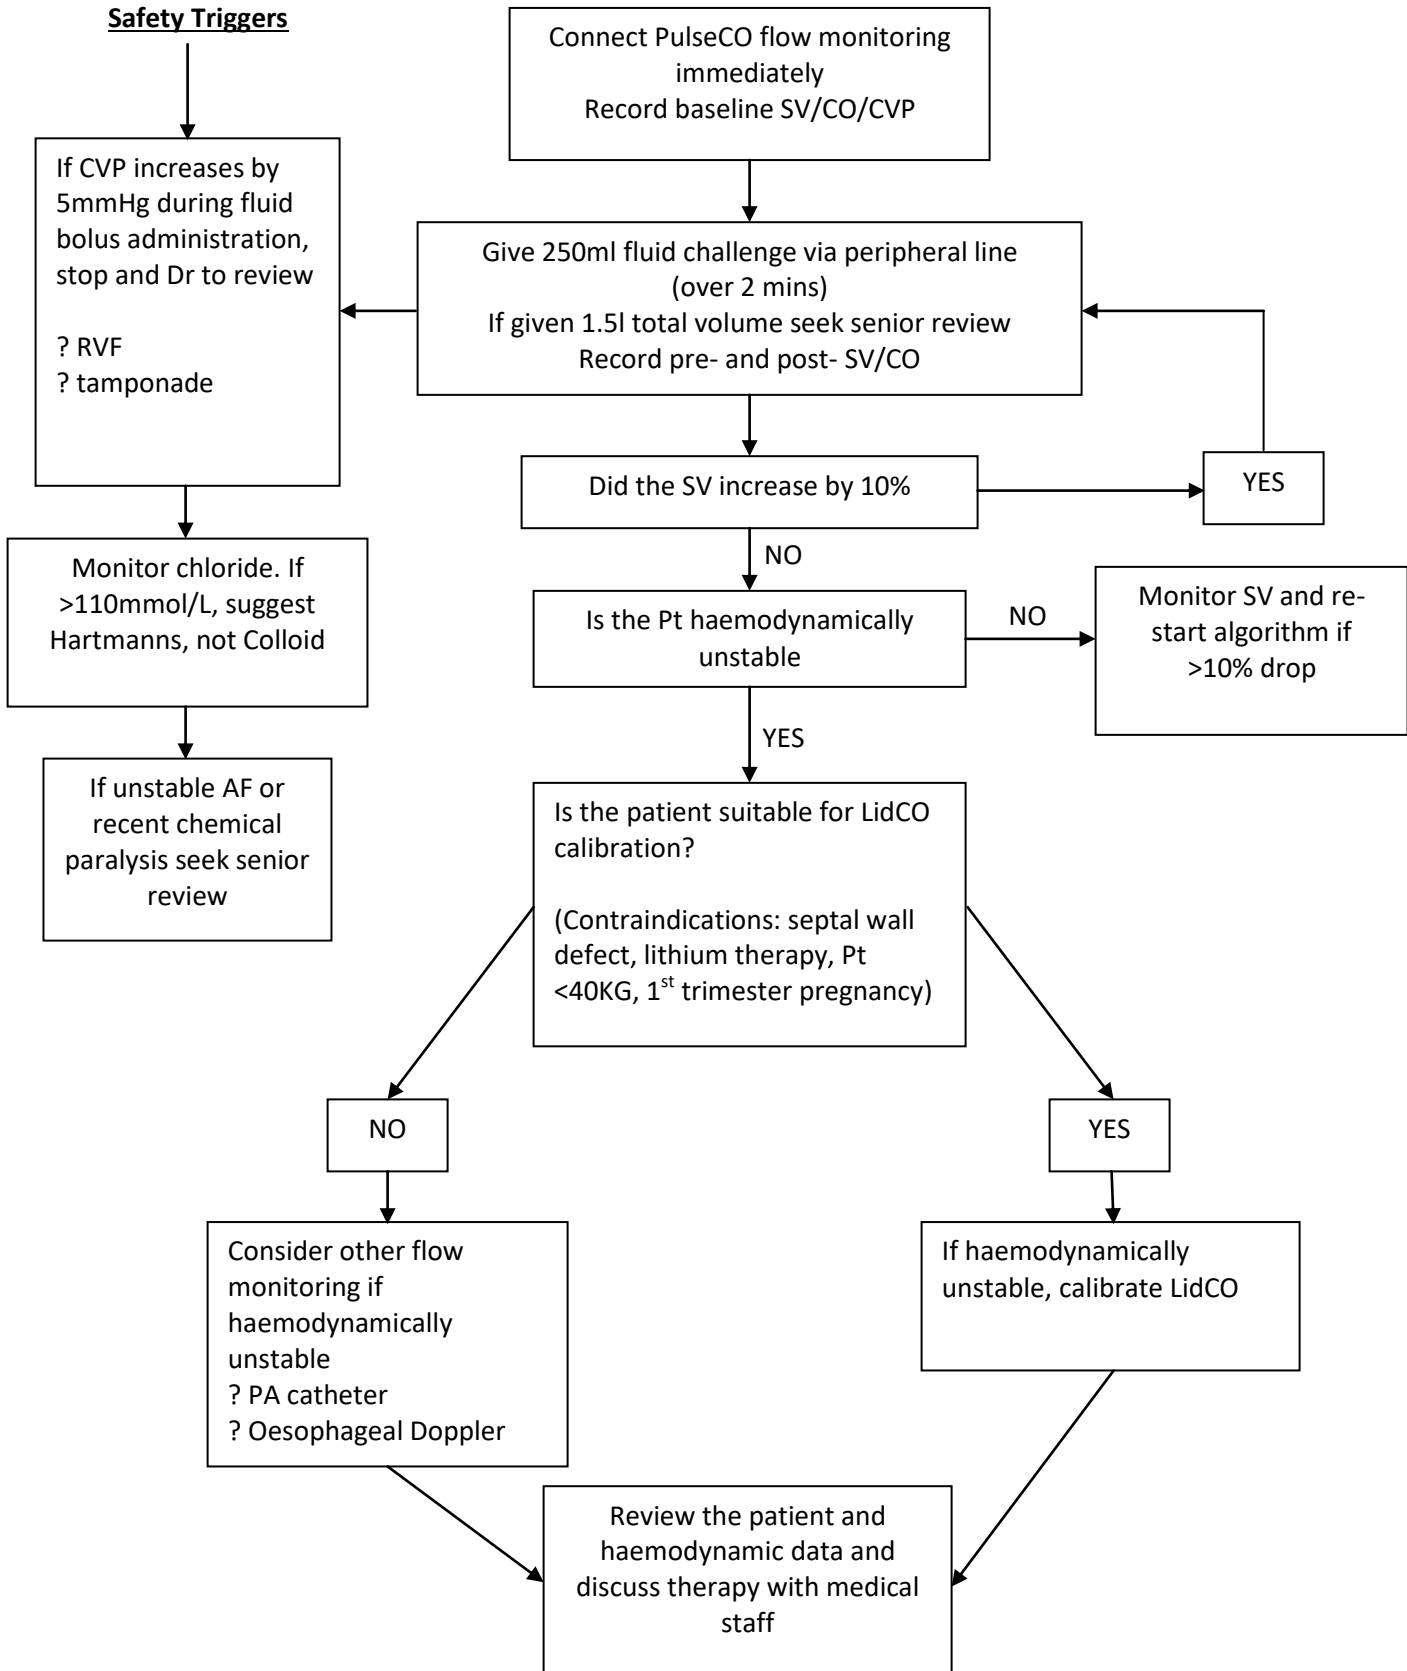 Safety Triggers
Connect PulseCO flow monitoring
immediately
Record baseline SV/CO/CVP
If CVP increases by
5mmHg during fluid
bolus administration,
stop and Dr to review
? RVF
? tamponade
Give 250ml fluid challenge via peripheral line
(over 2 mins)
If given 1.5l total volume seek senior review
Record pre- and post- SV/CO
Did the SV increase by 10%
YES
NO
Monitor chloride. If
>110mmol/L, suggest
Hartmanns, not Colloid
Is the Pt haemodynamically
unstable
NO
Monitor SV and re-
start algorithm if
>10% drop
YES
If unstable AF or
recent chemical
paralysis seek senior
review
Is the patient suitable for LidCO
calibration?
(Contraindications: septal wall
defect, lithium therapy, Pt
<40KG, 1st trimester pregnancy)
NO
YES
Consider other flow
monitoring if
haemodynamically
unstable
? PA catheter
? Oesophageal Doppler
If haemodynamically
unstable, calibrate LidCO
Review the patient and
haemodynamic data and
discuss therapy with medical
staff